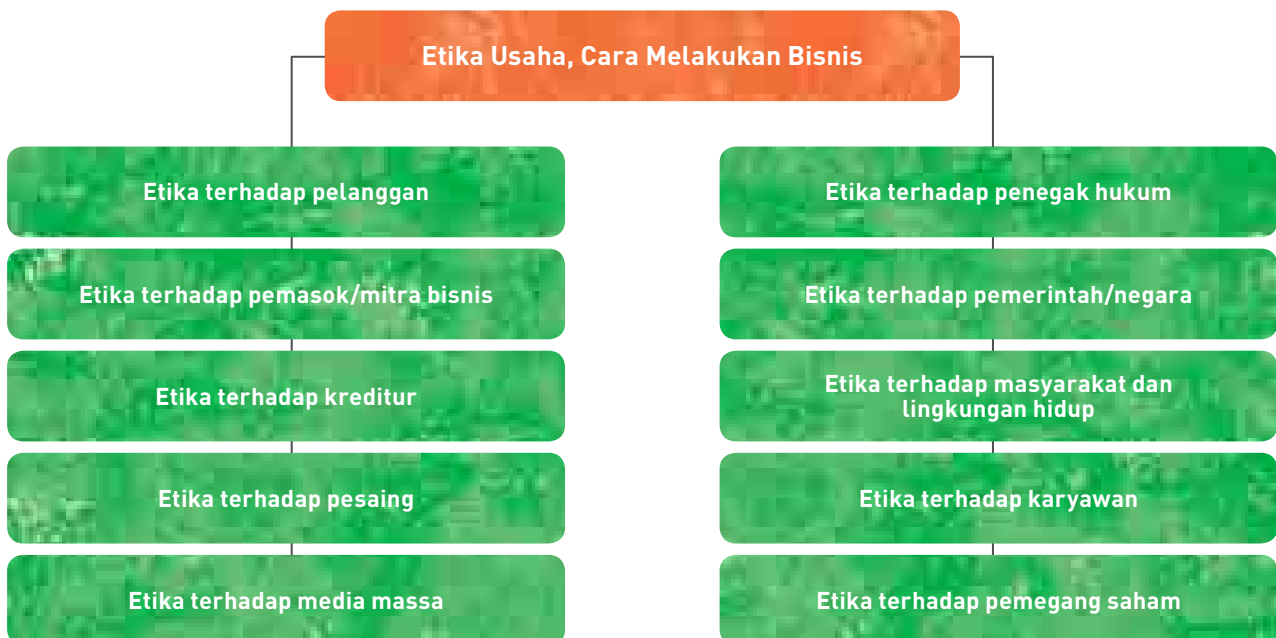 Etika Usaha, Cara Melakukan Bisnis
Etika terhadap pelanggan
Etika terhadap pemasok/mitra bisnis
Etika terhadap kreditur
Etika terhadap pesaing
Etika terhadap media massa
Etika terhadap penegak hukum
Etika terhadap pemerintah/negara
Etika terhadap masyarakat dan
lingkungan hidup
Etika terhadap karyawan
Etika terhadap pemegang saham